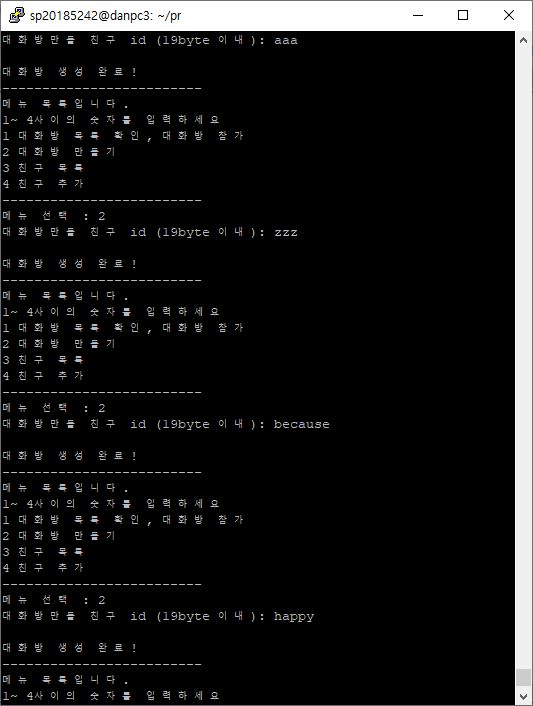 sp20185242@danpc3: ~/pr
대화방만들 친구 id (19byte 이내): aaa
대화방 생성 완료!
-------------------------
메뉴 목록입니다.
1~ 4사이의 숫자를 입력하세요
1 대화방 목록 확인, 대화방 참가
2 대화방 만들기
3 친구 목록
4 친구 추가
-------------------------
메뉴 선택 : 2
대화방만들 친구 id (19byte 이내): zzz
대화방 생성 완료!
-------------------------
메뉴 목록입니다.
1~ 4사이의 숫자를 입력하세요
1 대화방 목록 확인, 대화방 참가
2 대화방 만들기
3 친구 목록
4 친구 추가
-------------------------
메뉴 선택 : 2
대화방만들 친구 id (19byte 이내): because
대화방 생성 완료!
-------------------------
메뉴 목록입니다.
1~ 4사이의 숫자를 입력하세요
1 대화방 목록 확인, 대화방 참가
2 대화방 만들기
3 친구 목록
4 친구 추가
-------------------------
메뉴 선택 : 2
대화방만들 친구 id (19byte 이내): happy
대화방 생성 완료!
-------------------------
메뉴 목록입니다.
1~ 4사이의 숫자를 입력하세요